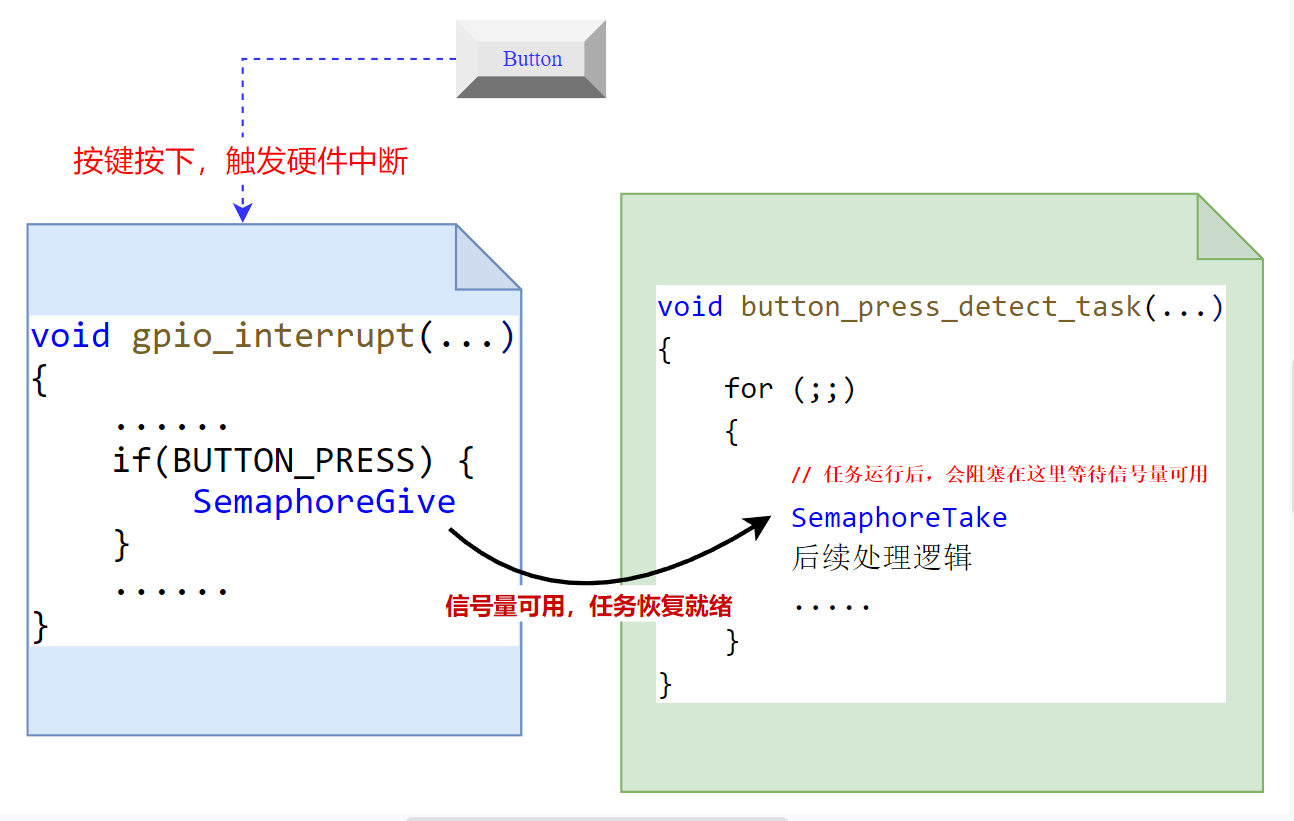 Button
按键按下，触发硬件中断
void gpio_interrupt(...)
{
......
if(BUTTON_PRESS) {
SemaphoreGive
}
......
}
信号量可用，任务恢复就绪
void button_press_detect_task(...)
{
for (;;)
{
// 任务运行后，会阻塞在这里等待信号量可用
SemaphoreTake
后续处理逻辑
.....
}
}